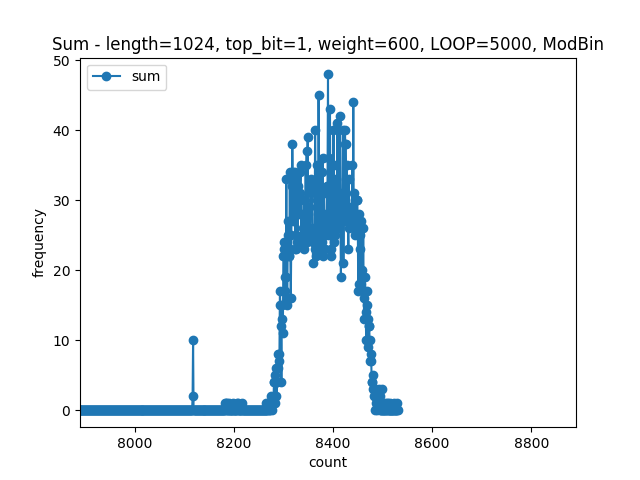 Sum - length=1024, top_bit=1, weight=600, LOOP=5000, ModBin
sum
frequency
50
40
30
20
10
0
8000 8200 8400 8600 8800
count